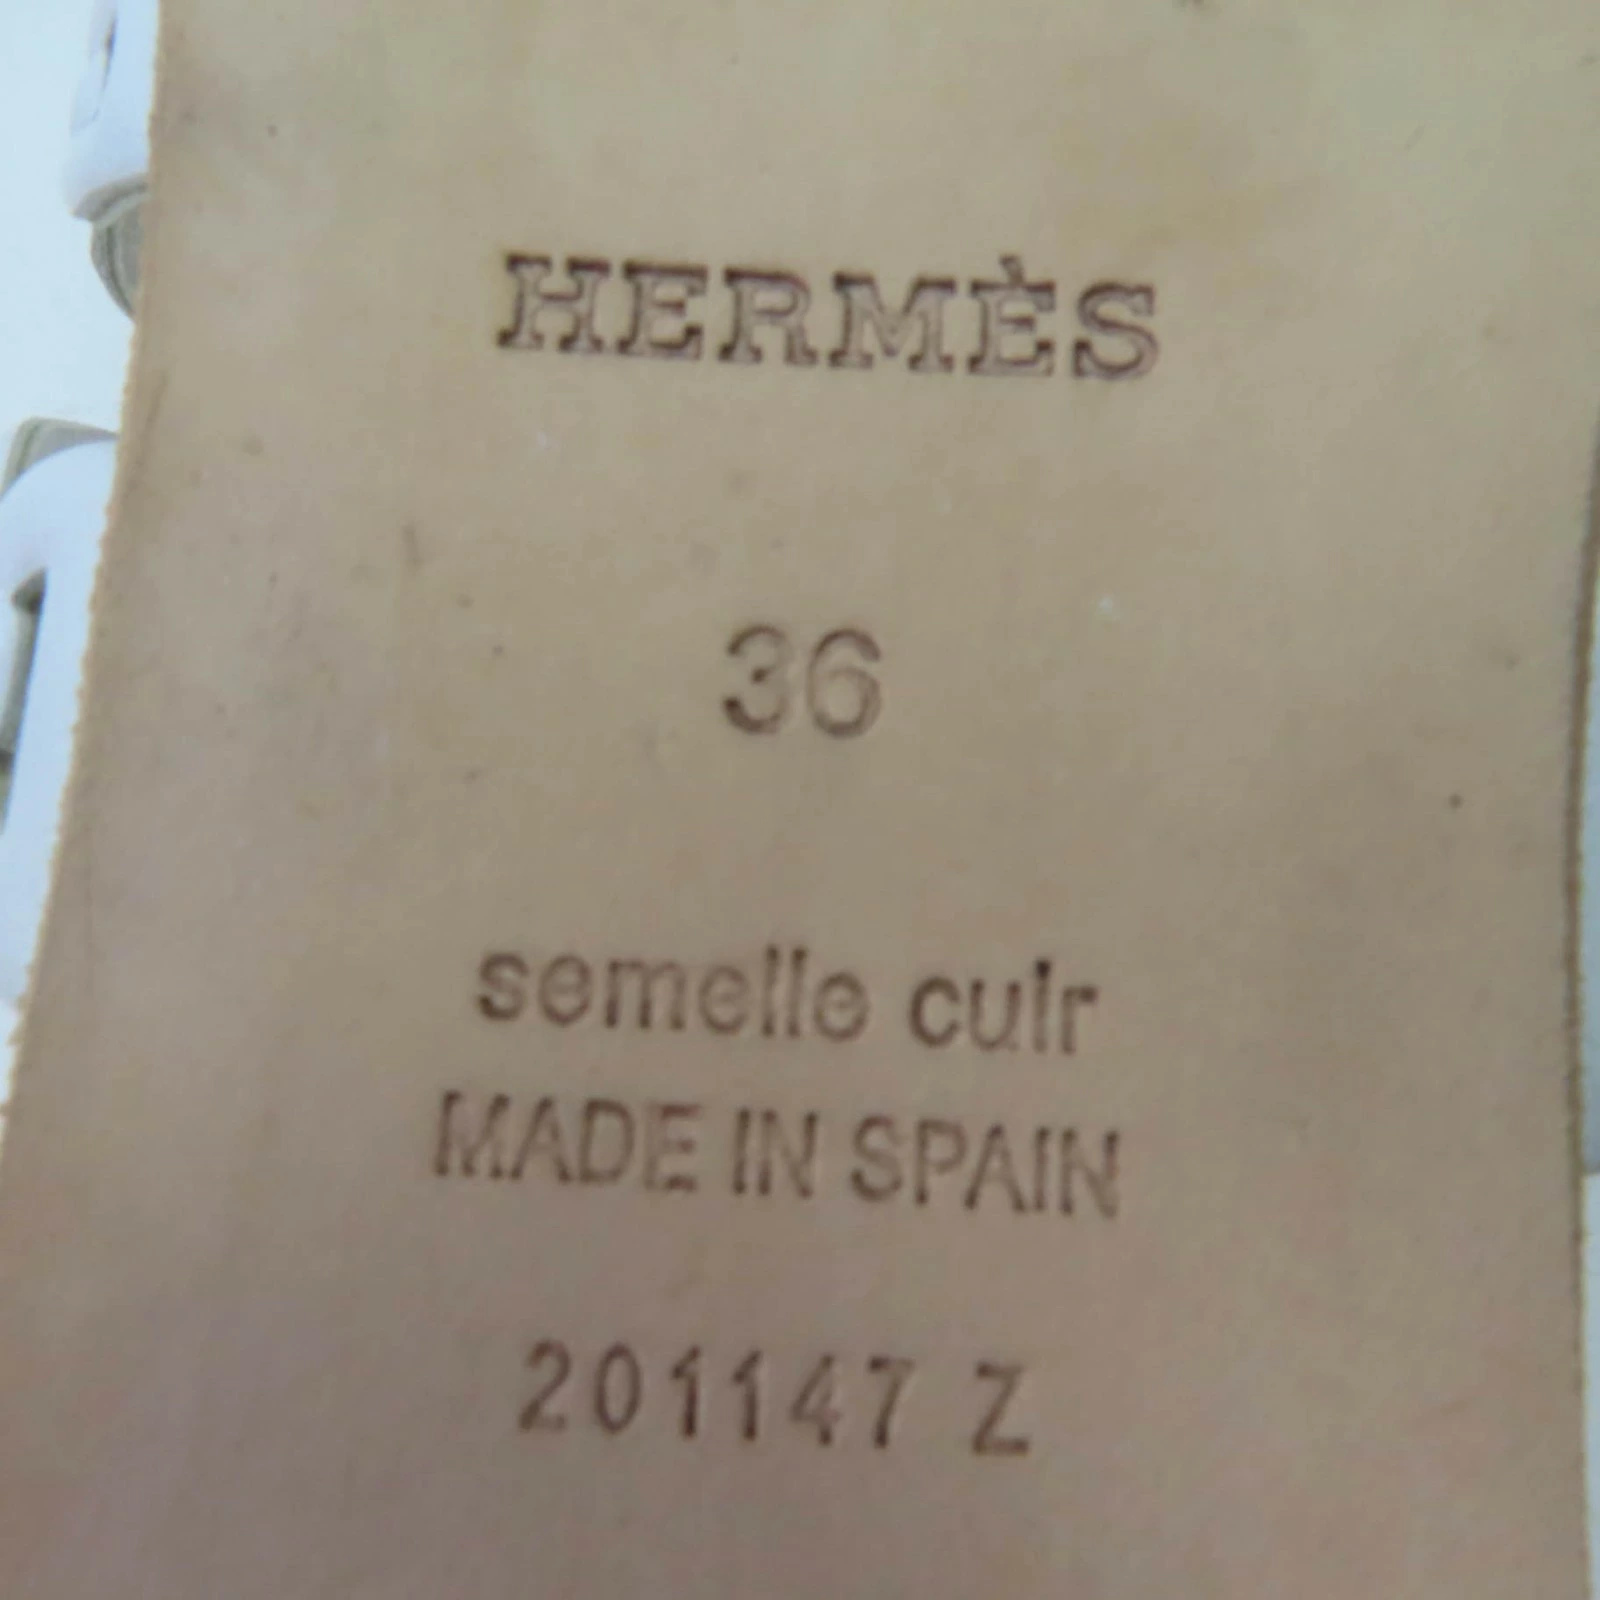 HERMÈS
36
semelle cuir
MADE IN SPAIN
201147 Z